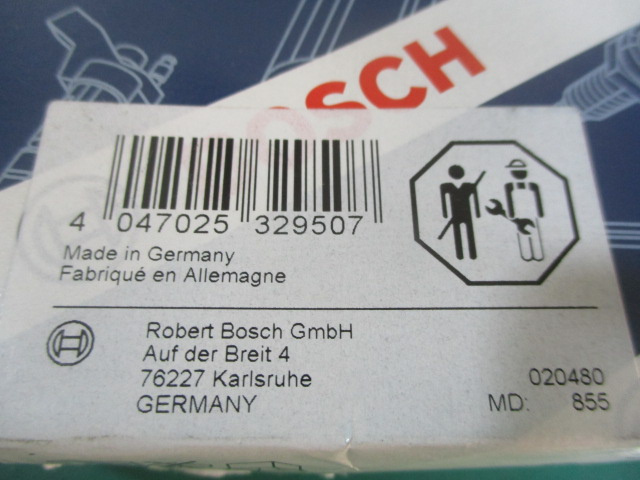 BOSCH
4 047025 329507
Made in Germany
Fabriqué en Allemagne
Robert Bosch GmbH
Auf der Breit 4
76227 Karlsruhe
GERMANY
020480
MD: 855